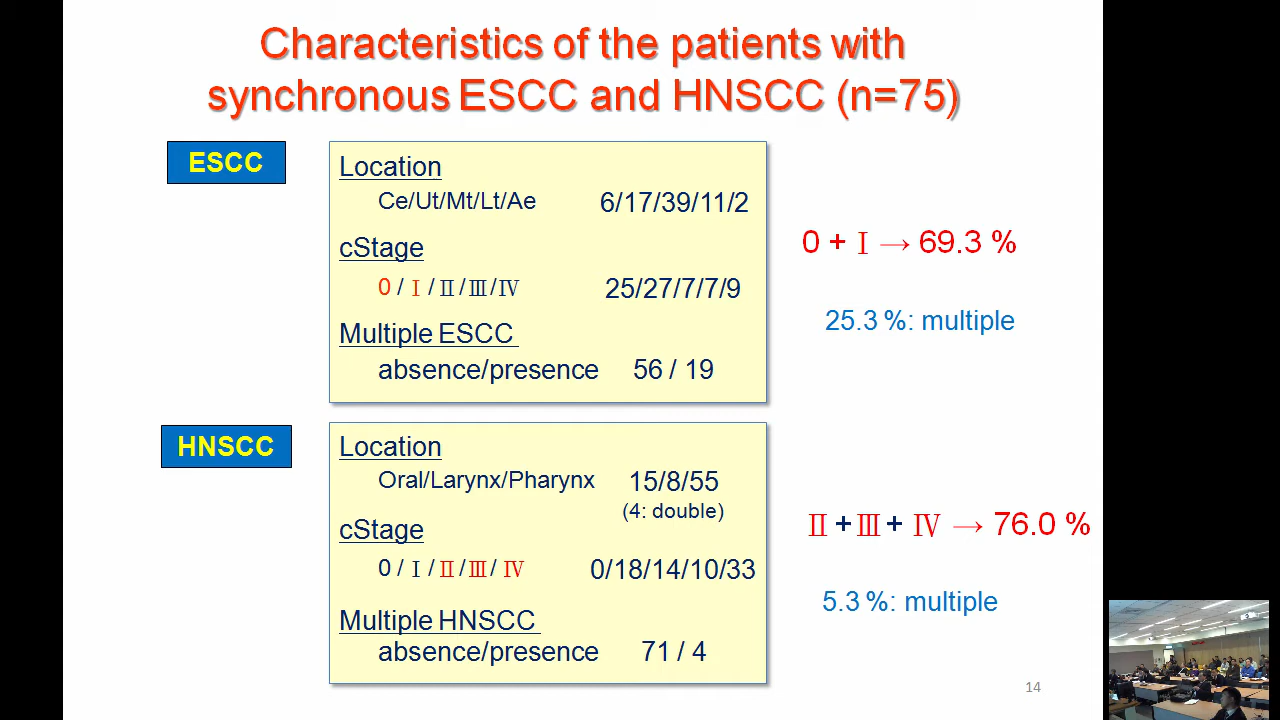 Characteristics of the patients with
synchronous ESCC and HNSCC (n=75)
ESCC
Location
Ce/Ut/Mt/Lt/Ae 6/17/39/11/2
cStage
0 / Ⅰ / Ⅱ / Ⅲ / Ⅳ 25/27/7/7/9
Multiple ESCC
absence/presence 56 / 19
0 + Ⅰ → 69.3 %
25.3 %: multiple
HNSCC
Location
Oral/Larynx/Pharynx 15/8/55
(4: double)
cStage
0 / Ⅰ / Ⅱ / Ⅲ / Ⅳ 0/18/14/10/33
Multiple HNSCC
absence/presence 71 / 4
Ⅱ + Ⅲ + Ⅳ → 76.0 %
5.3 %: multiple
14